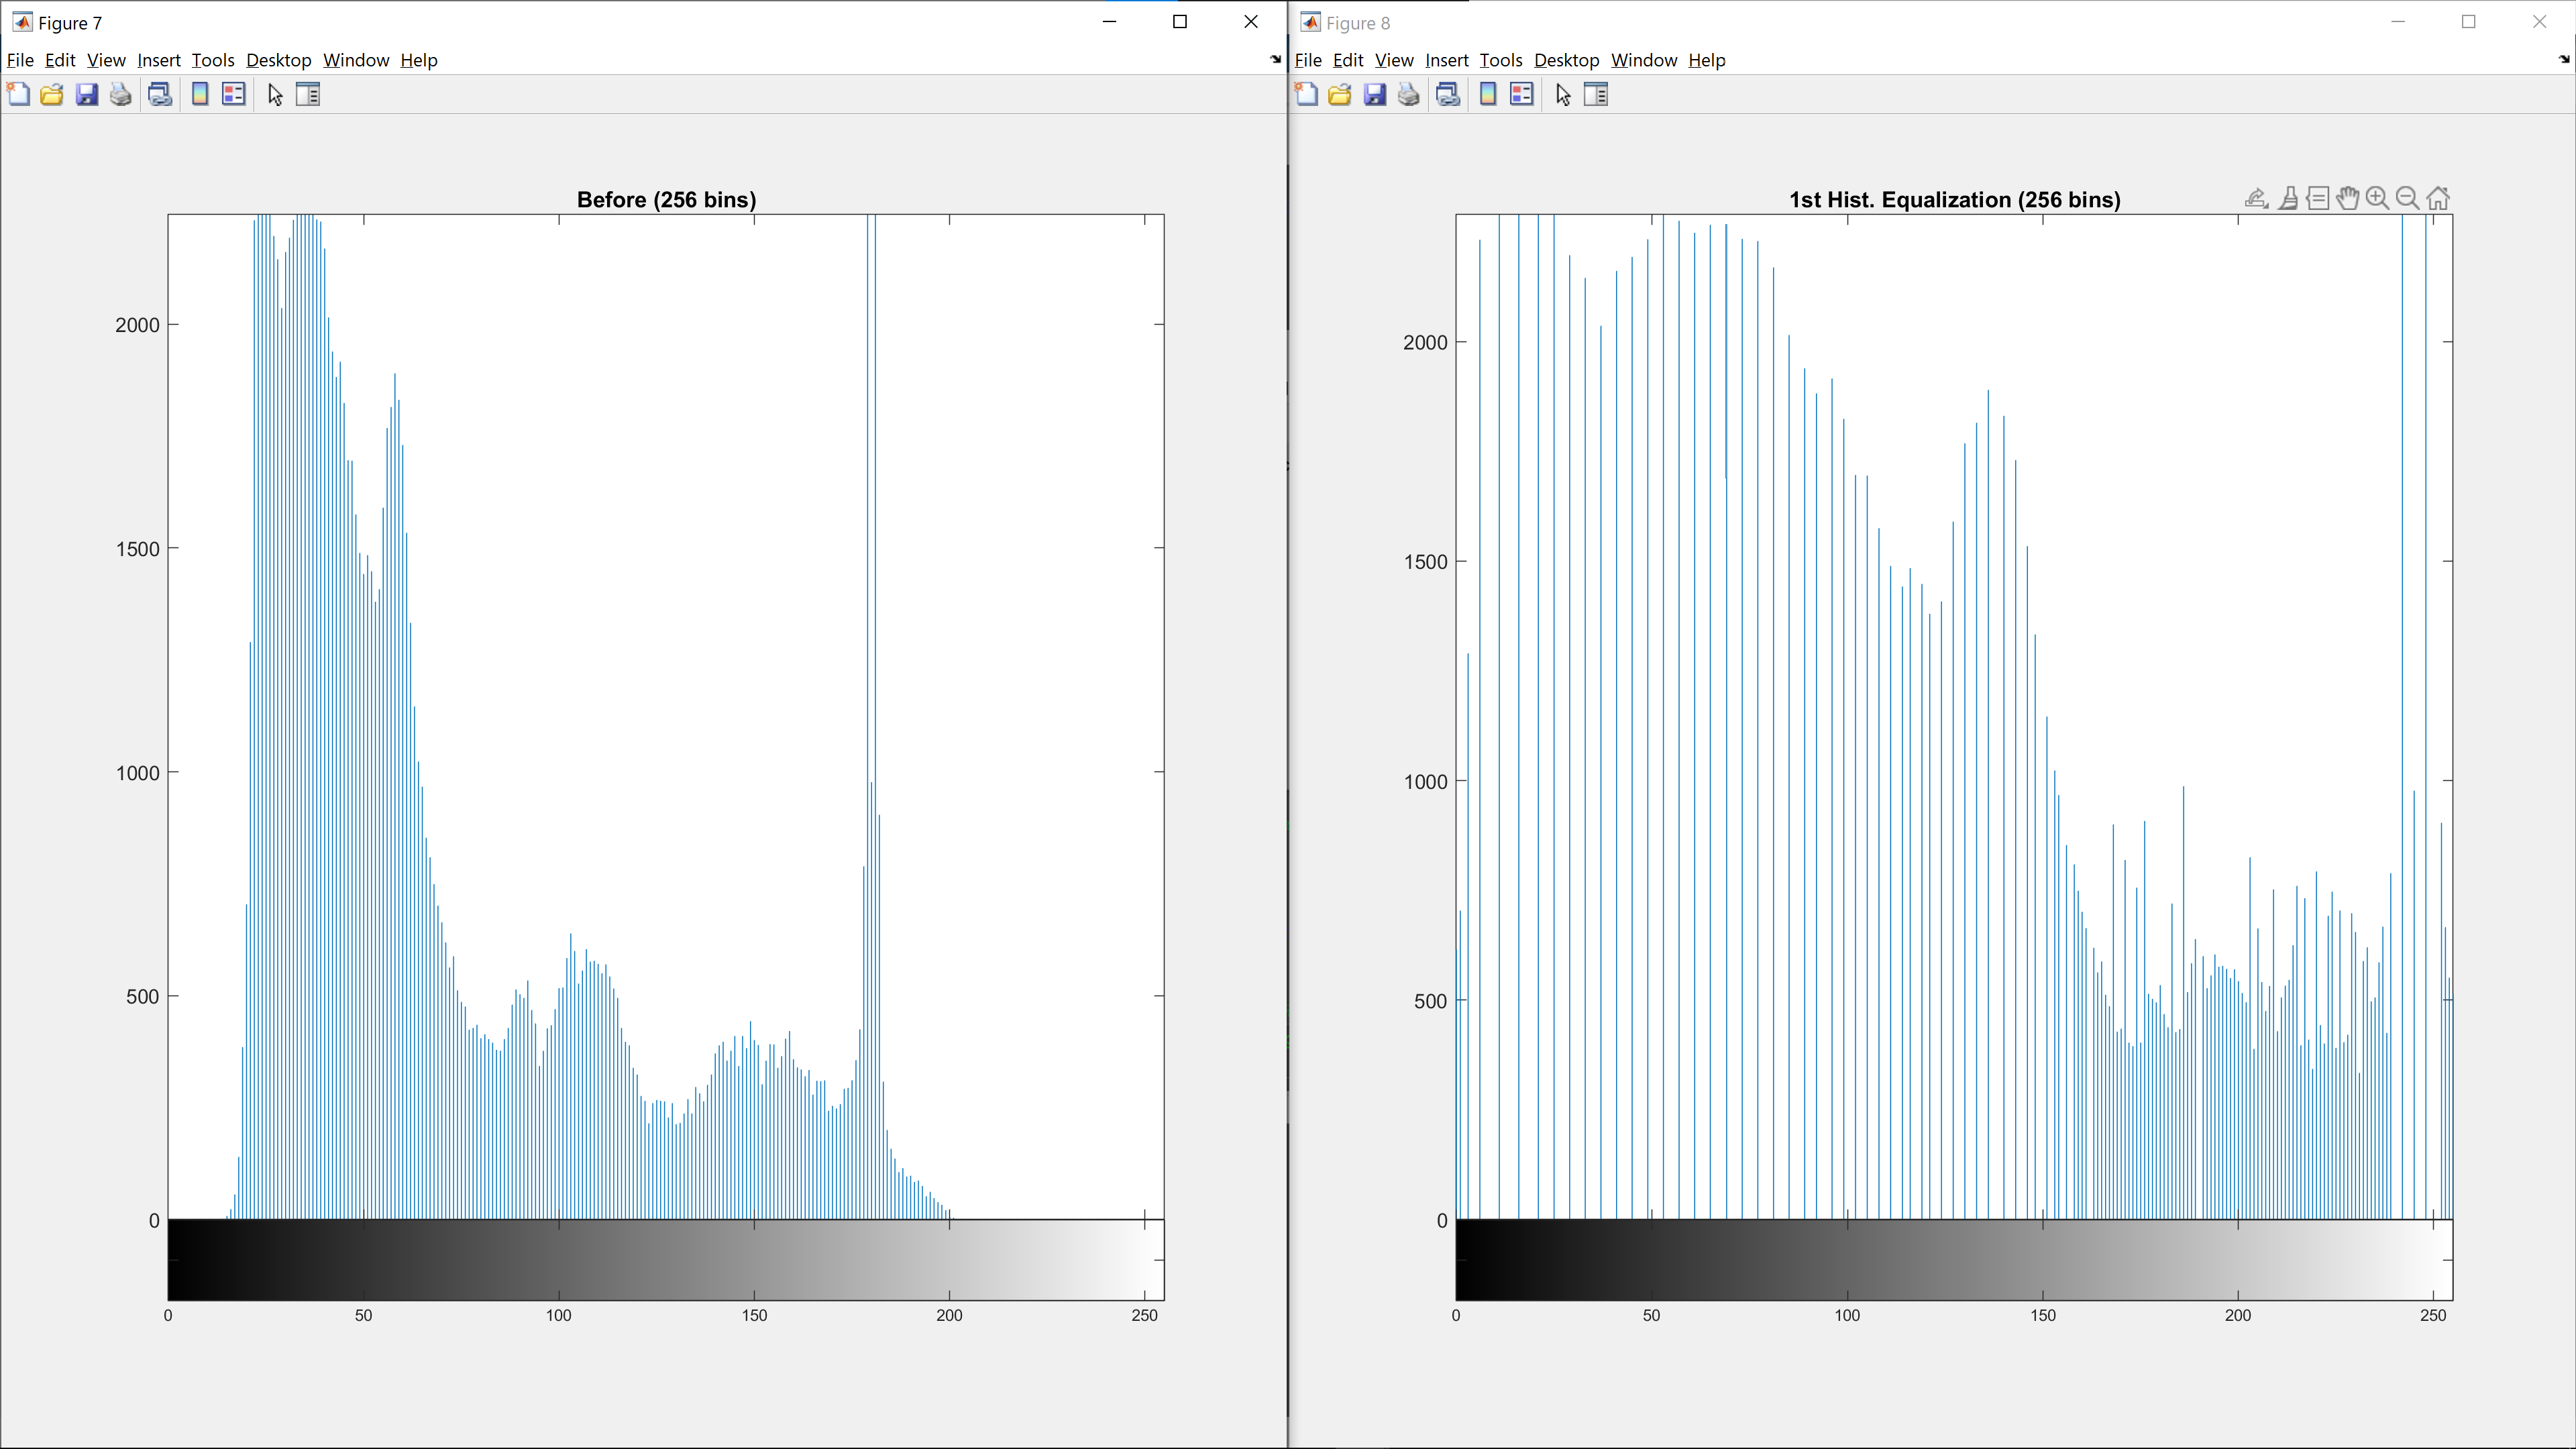 Figure 7
File Edit View Insert Tools Desktop Window Help
Before (256 bins)
2000
1500
1000
500
0
0 50 100 150 200 250
Figure 8
File Edit View Insert Tools Desktop Window Help
1st Hist. Equalization (256 bins)
2000
1500
1000
500
0
0 50 100 150 200 250